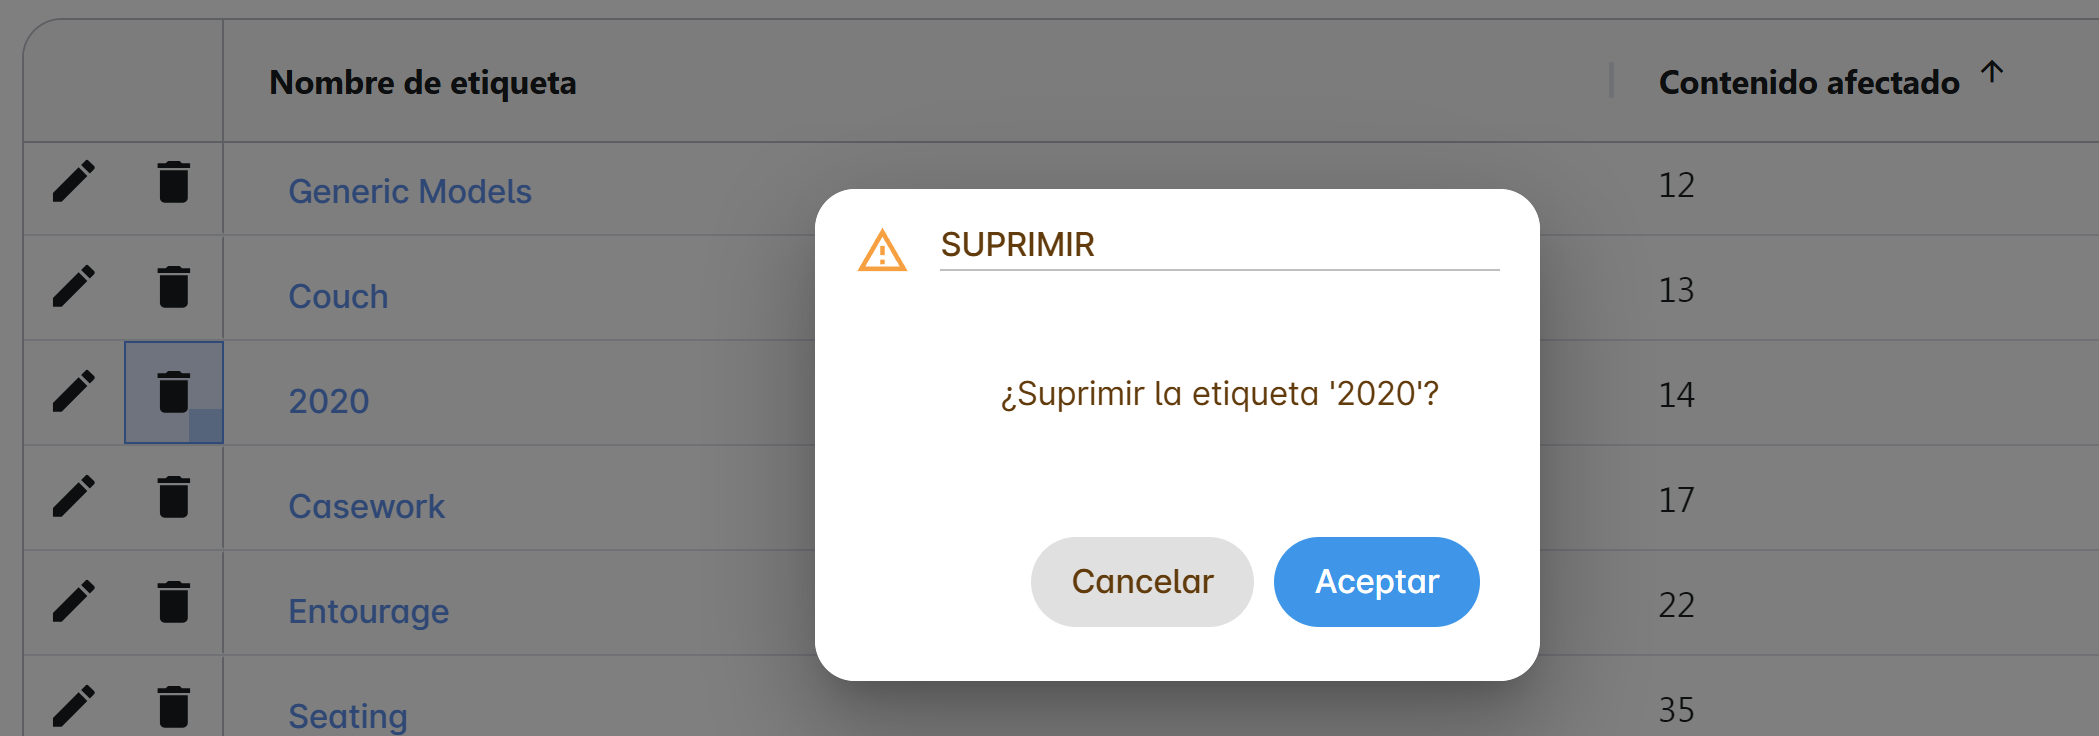 Nombre de etiqueta Contenido afectado
Generic Models 12
SUPRIMIR
Couch 13
¿Suprimir la etiqueta '2020'?
2020 14
Casework 17
Cancelar Aceptar
Entourage 22
Seating 35